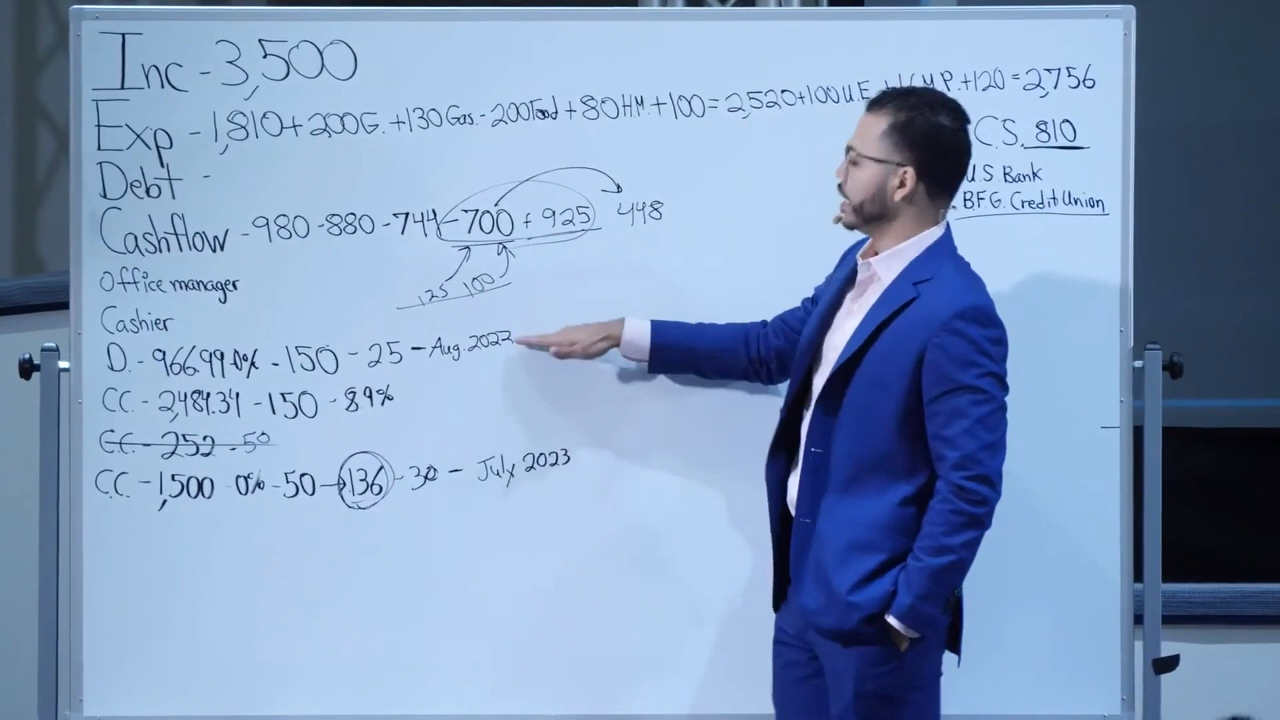 Inc - 3,500
Exp - 1,810 + 200G. + 130 Gas. - 200 Food + 80 H.M. + 100 = 2,520 + 100 U.E. P. + 120 = 2,756
C.S. 810
Debt -
U.S Bank
B.F.G. Credit Union
Cashflow - 980 - 880 - 744 - 700 + 925 448
125 100
Office manager
Cashier
D. - 966.99 0% - 150 - 25 - Aug. 2023
CC. - 2,484.34 - 150 - 89%
C.C. - 252 - 50
C.C. - 1,500 0% - 50 → 136 - 30 - July 2023